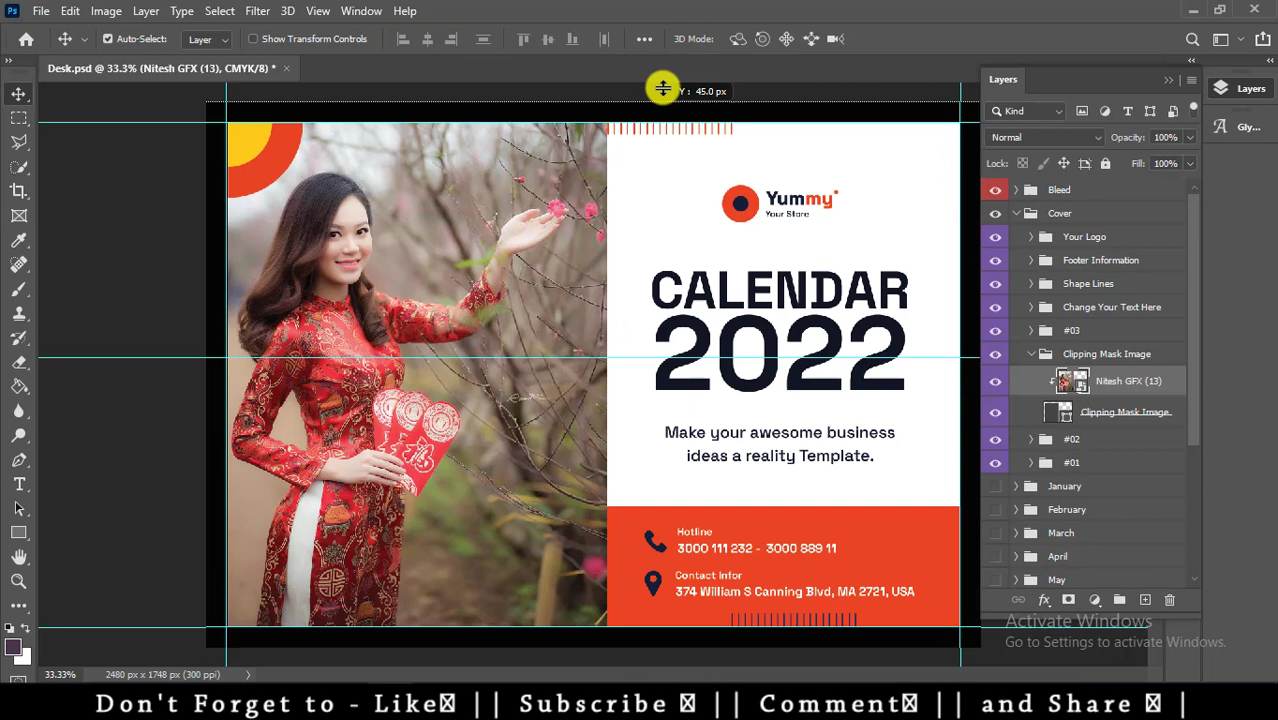 Ps File Edit Image Layer Type Select Filter 3D View Window Help
Auto-Select: Layer Show Transform Controls ••• 3D Mode:
Desk.psd @ 33.3% (Nitesh GFX (13), CMYK/8) * ×
Y : 45.0 px
Yummy
Your Store
CALENDAR
2022
Make your awesome business
ideas a reality Template.
Hotline
3000 111 232 - 3000 889 11
Contact Infor
374 William S Canning Blvd, MA 2721, USA
Layers
Kind
Normal Opacity: 100%
Lock: Fill: 100%
Bleed
Cover
Your Logo
Footer Information
Shape Lines
Change Your Text Here
#03
Clipping Mask Image
Nitesh GFX (13)
Clipping Mask Image
#02
#01
January
February
March
April
May
fx
Layers
Gly...
Activate Windows
Go to Settings to activate Windows.
33.33% 2480 px x 1748 px (300 ppi)
Don't Forget to - Like || Subscribe || Comment || and Share |